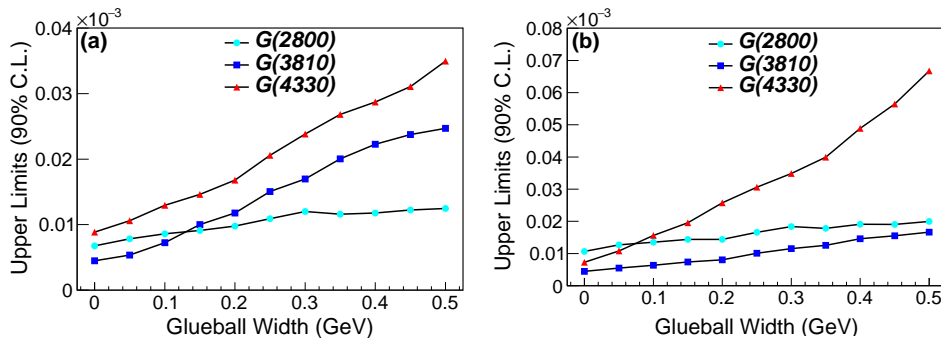 ×10⁻³
0.04
0.03
0.02
0.01
0
Upper Limits (90% C.L.)
(a)
G(2800)
G(3810)
G(4330)
0 0.1 0.2 0.3 0.4 0.5
Glueball Width (GeV)
×10⁻³
0.08
0.07
0.06
0.05
0.04
0.03
0.02
0.01
0
Upper Limits (90% C.L.)
(b)
G(2800)
G(3810)
G(4330)
0 0.1 0.2 0.3 0.4 0.5
Glueball Width (GeV)